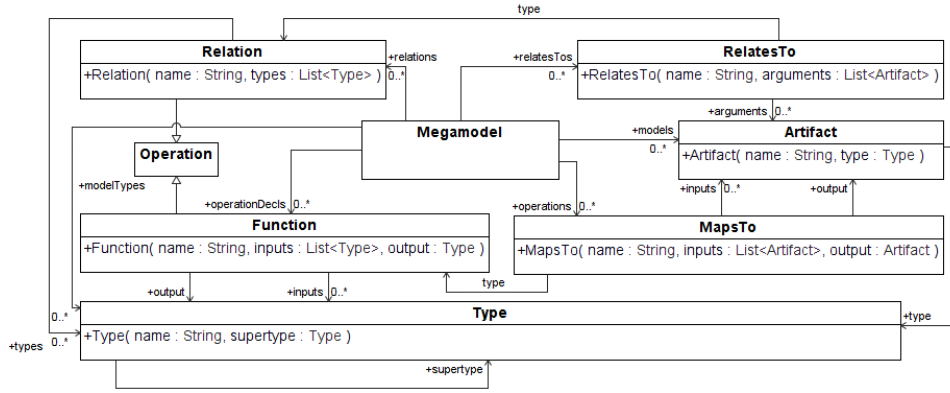 type
Relation
+Relation( name : String, types : List<Type> )
+relations
0..*
+relatesTos
0..*
RelatesTo
+RelatesTo( name : String, arguments : List<Artifact> )
+arguments 0..*
Megamodel
+models
0..*
Artifact
+Artifact( name : String, type : Type )
Operation
+modelTypes
+operationDecls 0..*
+operations 0..*
+inputs 0..*
+output
Function
+Function( name : String, inputs : List<Type>, output : Type )
MapsTo
+MapsTo( name : String, inputs : List<Artifact>, output : Artifact )
type
+output
+inputs 0..*
0..*
Type
+type
+Type( name : String, supertype : Type )
+types 0..*
+supertype